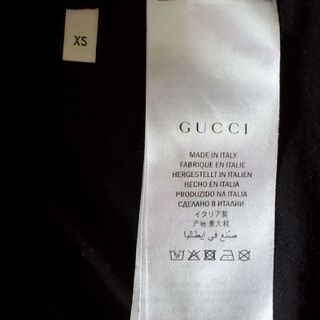 XS
GUCCI
MADE IN ITALY
FABRIQUE EN ITALIE
HERGESTELLT IN ITALIEN
HECHO EN ITALIA
PRODUZIDO NA ITALIA
СДЕЛАНО В ИТАЛИИ
イタリア製
产地:意大利
صنع في إيطاليا